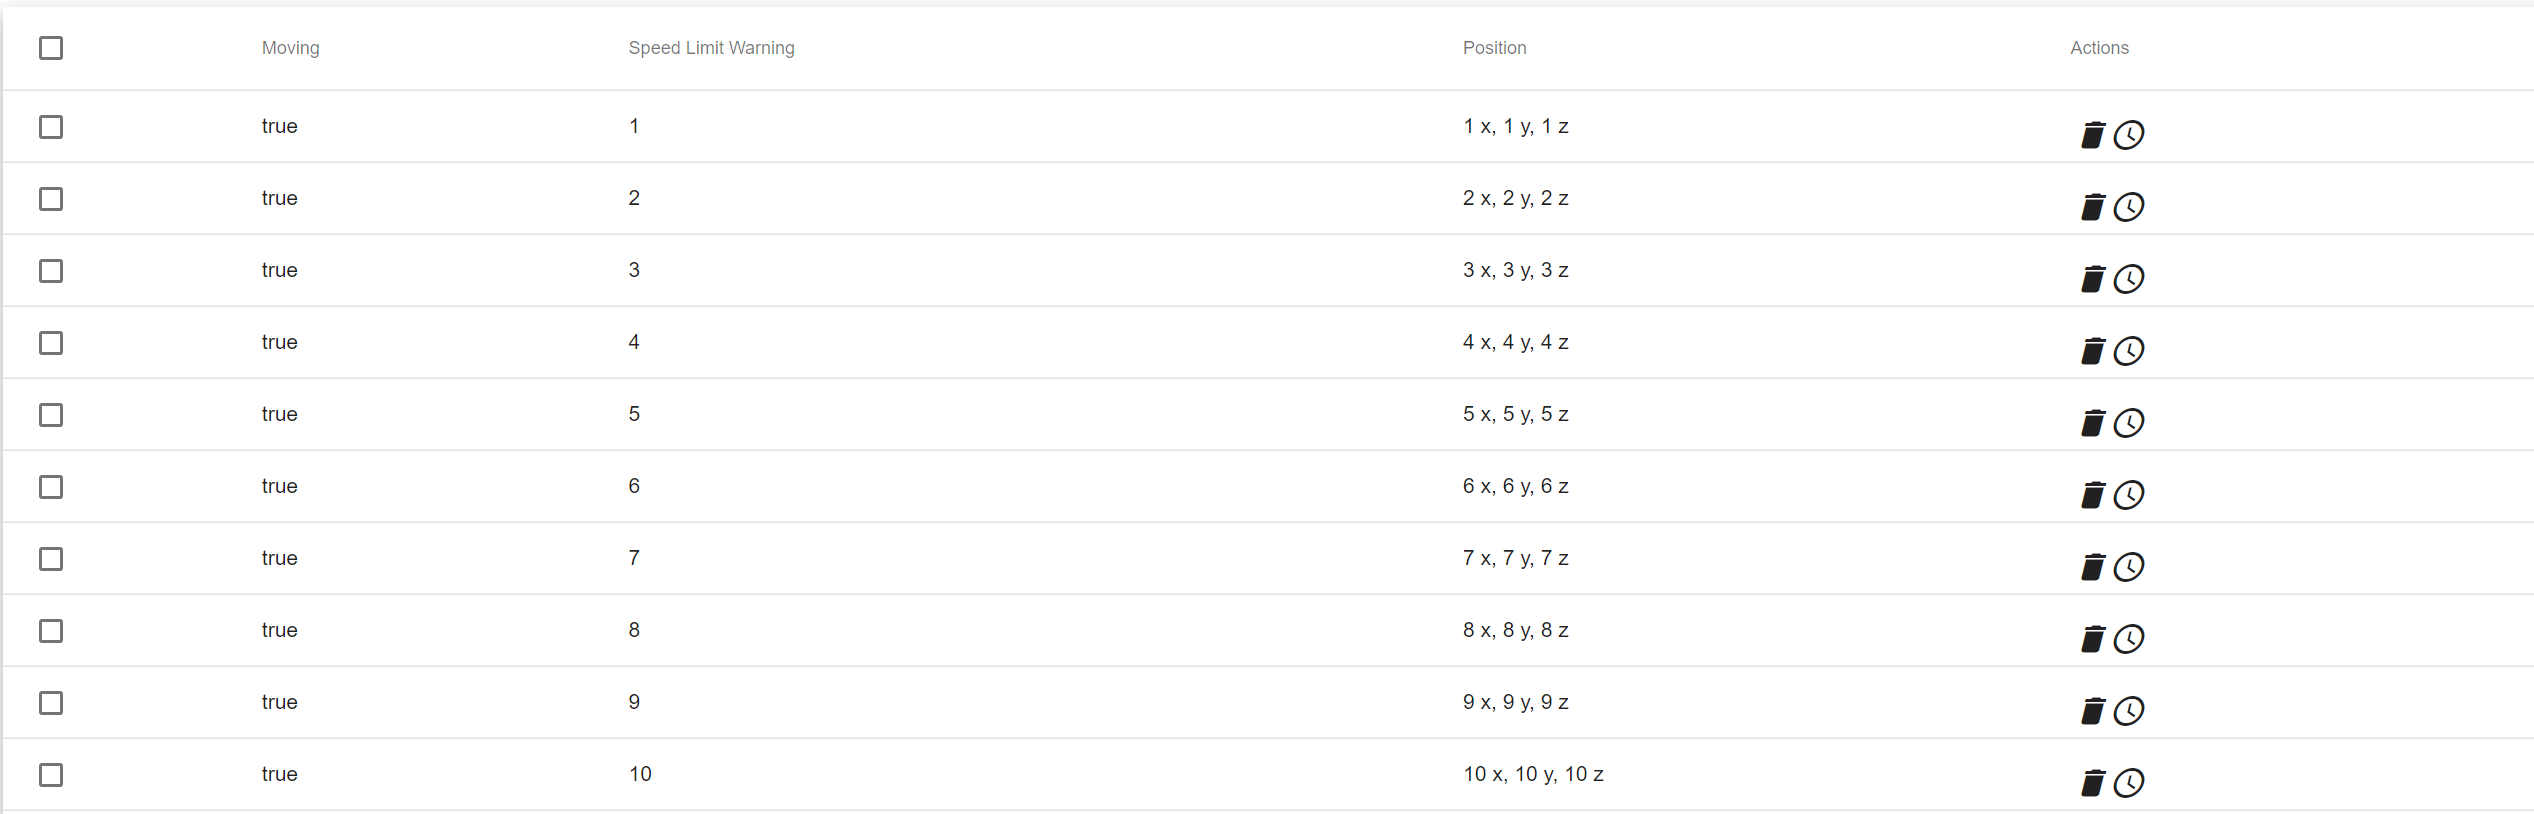 Moving Speed Limit Warning Position Actions
true 1 1 x, 1 y, 1 z
true 2 2 x, 2 y, 2 z
true 3 3 x, 3 y, 3 z
true 4 4 x, 4 y, 4 z
true 5 5 x, 5 y, 5 z
true 6 6 x, 6 y, 6 z
true 7 7 x, 7 y, 7 z
true 8 8 x, 8 y, 8 z
true 9 9 x, 9 y, 9 z
true 10 10 x, 10 y, 10 z